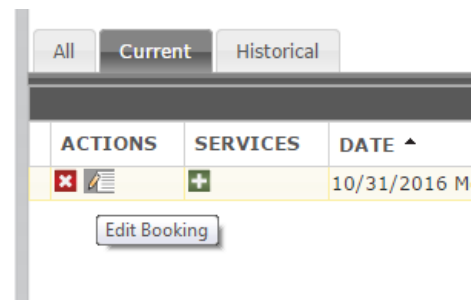 All Current Historical
ACTIONS SERVICES DATE
10/31/2016 M
Edit Booking